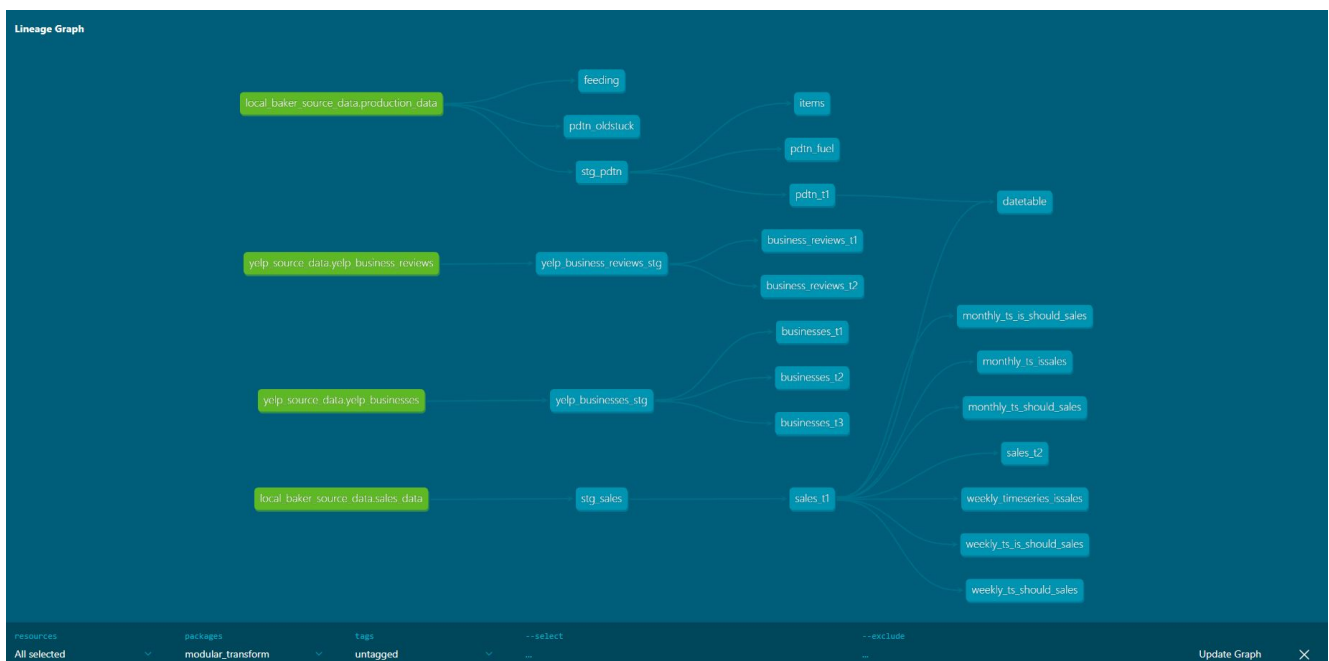 Lineage Graph
feeding
local_baker_source_data.production_data
items
pdtn_oldstuck
pdtn_fuel
stg_pdtn
pdtn_t1
datetable
business_reviews_t1
yelp_source_data.yelp_business_reviews
yelp_business_reviews_stg
business_reviews_t2
monthly_ts_is_should_sales
businesses_t1
monthly_ts_issales
businesses_t2
yelp_source_data.yelp_businesses
yelp_businesses_stg
monthly_ts_should_sales
businesses_t3
sales_t2
local_baker_source_data.sales_data
stg_sales
sales_t1
weekly_timeseries_issales
weekly_ts_is_should_sales
weekly_ts_should_sales
resources packages tags --select --exclude
All selected modular_transform untagged ... ... Update Graph